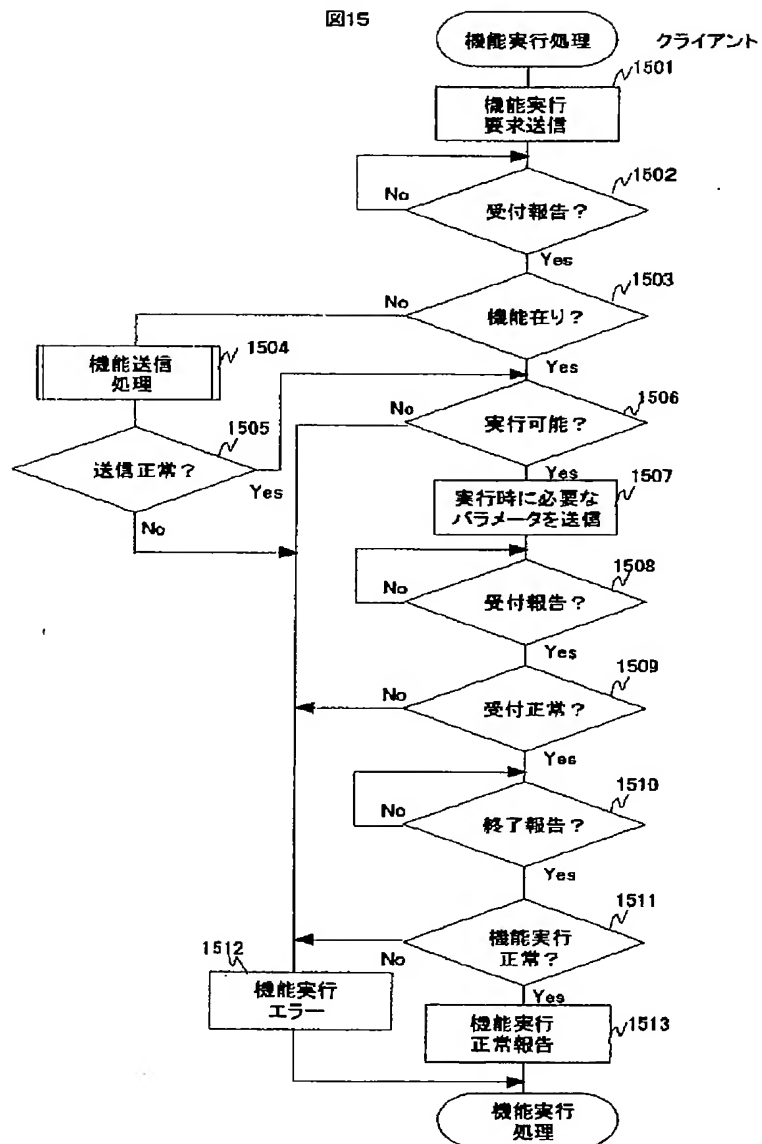 図15
機能実行処理
クライアント
1501
機能実行
要求送信
1502
No
受付報告？
Yes
1503
No
機能在り？
Yes
1504
機能送信
処理
1505
送信正常？
Yes
No
1506
No
実行可能？
Yes
1507
実行時に必要な
パラメータを送信
1508
No
受付報告？
Yes
1509
No
受付正常？
Yes
1510
No
終了報告？
Yes
1511
機能実行
正常？
No
Yes
1512
機能実行
エラー
機能実行
正常報告
1513
機能実行
処理